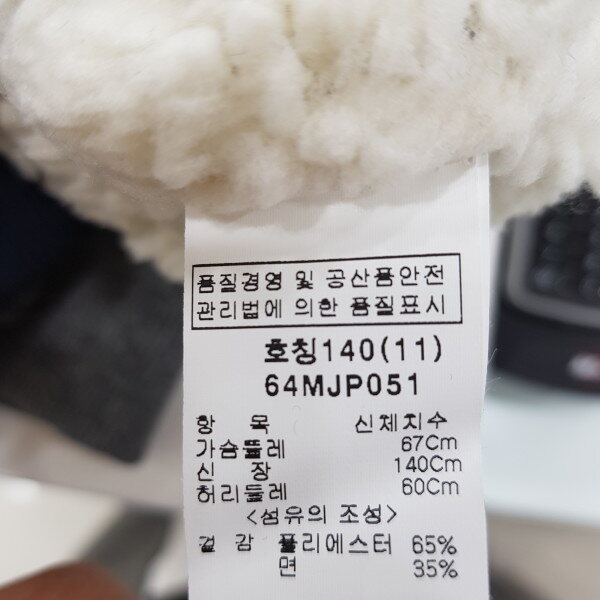 품질경영 및 공산품안전
관리법에 의한 품질표시
호칭140(11)
64MJP051
항 목 신체치수
가슴뚤레 67Cm
신 장 140Cm
허리둘레 60Cm
<섬유의 조성>
겉 감 폴리에스터 65%
면 35%